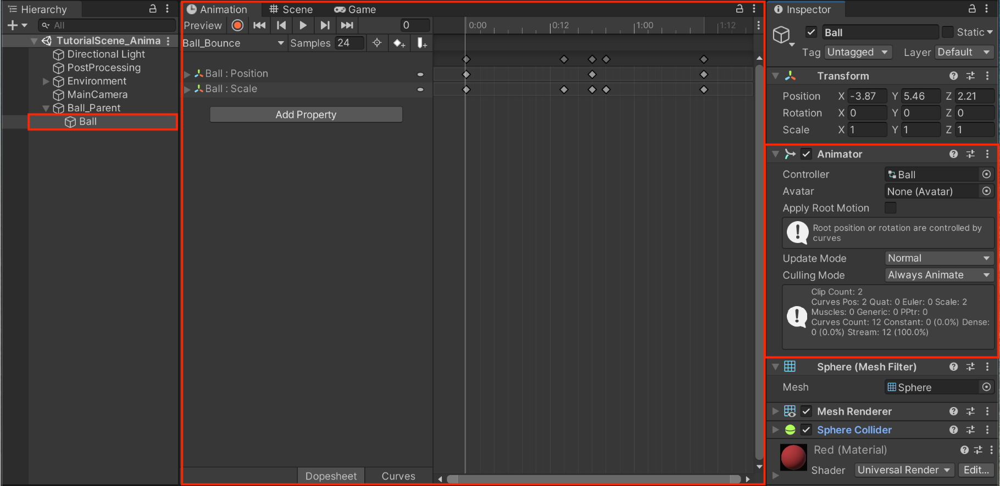 Hierarchy
All
TutorialScene_Anima
Directional Light
PostProcessing
Environment
MainCamera
Ball_Parent
Ball
Animation
Scene
Game
Preview
0
0:00
0:12
1:00
1:12
Ball_Bounce
Samples 24
Ball : Position
Ball : Scale
Add Property
Dopesheet
Curves
Inspector
Ball
Static
Tag Untagged
Layer Default
Transform
Position X -3.87 Y 5.46 Z 2.21
Rotation X 0 Y 0 Z 0
Scale X 1 Y 1 Z 1
Animator
Controller Ball
Avatar None (Avatar)
Apply Root Motion
Root position or rotation are controlled by
curves
Update Mode Normal
Culling Mode Always Animate
Clip Count: 2
Curves Pos: 2 Quat: 0 Euler: 0 Scale: 2
Muscles: 0 Generic: 0 PPtr: 0
Curves Count: 12 Constant: 0 (0.0%) Dense:
0 (0.0%) Stream: 12 (100.0%)
Sphere (Mesh Filter)
Mesh Sphere
Mesh Renderer
Sphere Collider
Red (Material)
Shader Universal Render Edit...